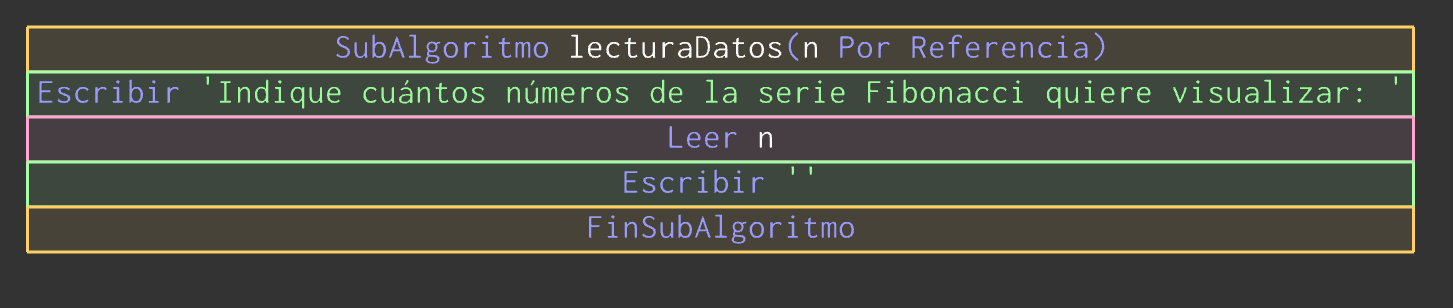 SubAlgoritmo lecturaDatos(n Por Referencia)
Escribir 'Indique cuántos números de la serie Fibonacci quiere visualizar: '
Leer n
Escribir ''
FinSubAlgoritmo